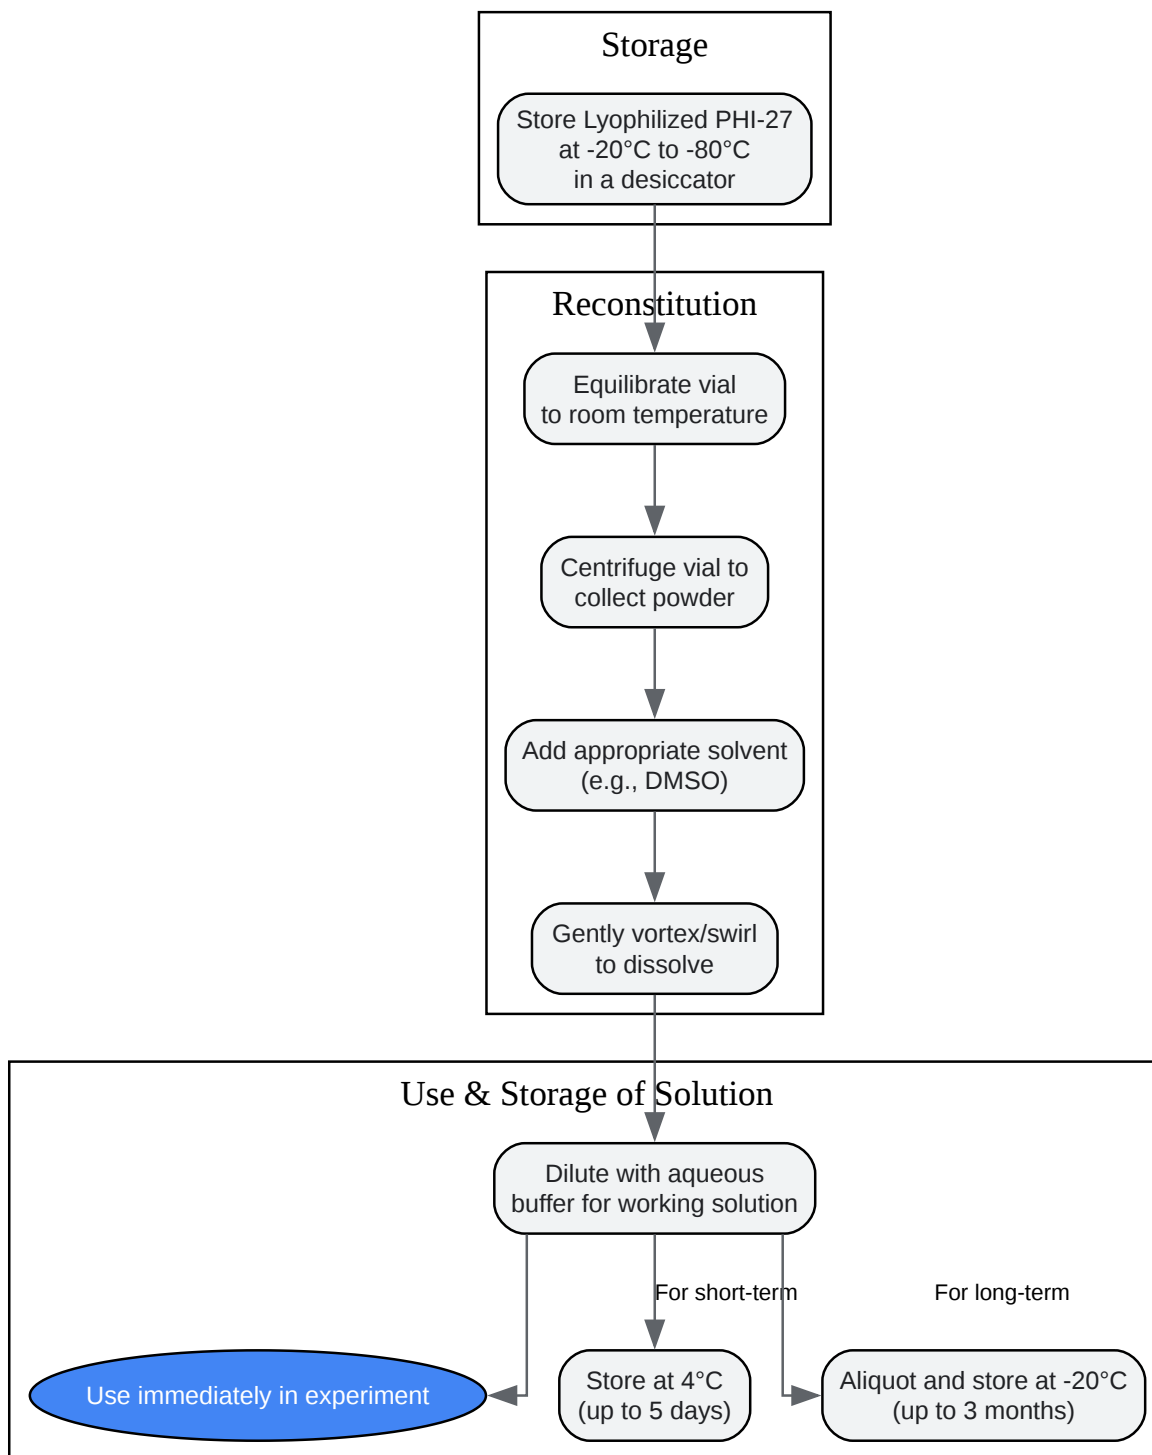 Storage
Store Lyophilized PHI-27
at -20°C to -80°C
in a desiccator
Reconstitution
Equilibrate vial
to room temperature
Centrifuge vial to
collect powder
Add appropriate solvent
(e.g., DMSO)
Gently vortex/swirl
to dissolve
Use & Storage of Solution
Dilute with aqueous
buffer for working solution
For short-term
For long-term
Use immediately in experiment
Store at 4°C
(up to 5 days)
Aliquot and store at -20°C
(up to 3 months)